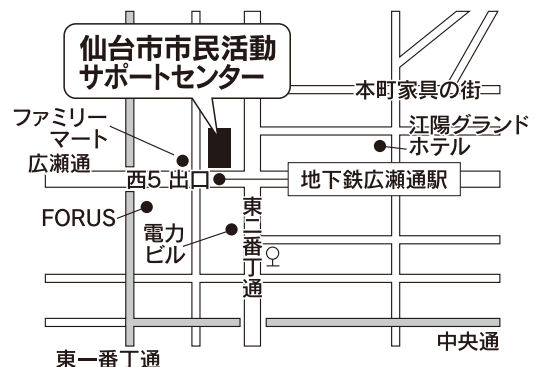 仙台市市民活動
サポートセンター
本町家具の街
ファミリー
マート
江陽グランド
ホテル
広瀬通
西5 出口
地下鉄広瀬通駅
FORUS
電力
ビル
東二番丁通
中央通
東一番丁通